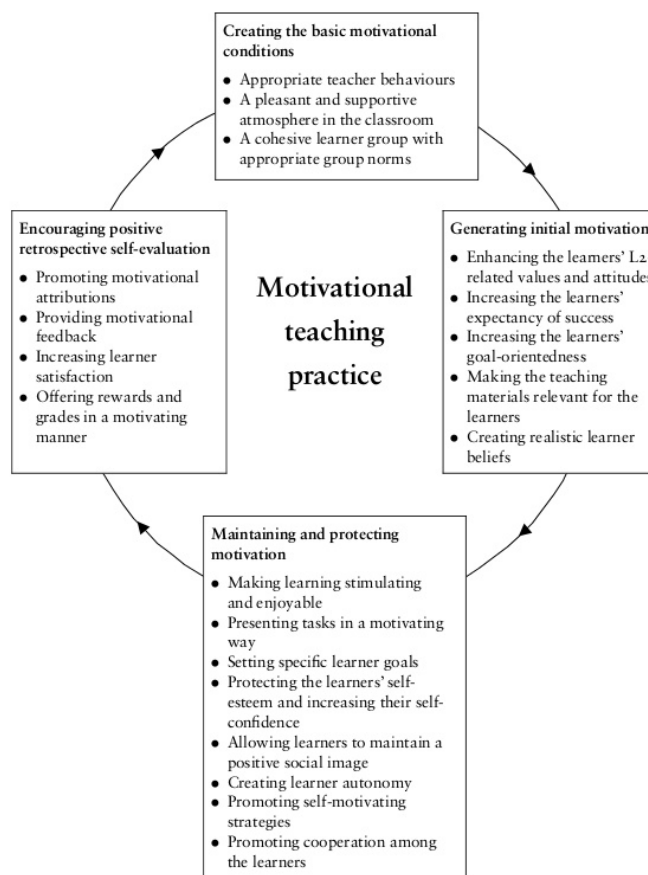 Creating the basic motivational
conditions
● Appropriate teacher behaviours
● A pleasant and supportive
atmosphere in the classroom
● A cohesive learner group with
appropriate group norms
Generating initial motivation
● Enhancing the learners' L2-
related values and attitudes
● Increasing the learners'
expectancy of success
● Increasing the learners'
goal-orientedness
● Making the teaching
materials relevant for the
learners
● Creating realistic learner
beliefs
Maintaining and protecting
motivation
● Making learning stimulating
and enjoyable
● Presenting tasks in a motivating
way
● Setting specific learner goals
● Protecting the learners' self-
esteem and increasing their self-
confidence
● Allowing learners to maintain a
positive social image
● Creating learner autonomy
● Promoting self-motivating
strategies
● Promoting cooperation among
the learners
Encouraging positive
retrospective self-evaluation
● Promoting motivational
attributions
● Providing motivational
feedback
● Increasing learner
satisfaction
● Offering rewards and
grades in a motivating
manner
Motivational
teaching
practice